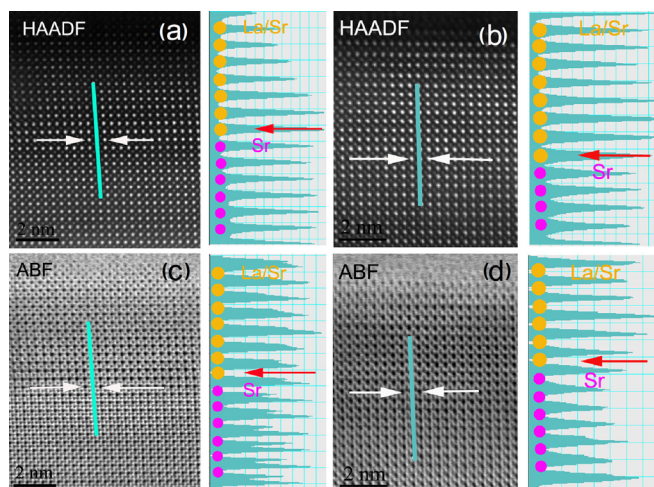 HAADF (a)
La/Sr
Sr
2 nm
HAADF (b)
La/Sr
Sr
2 nm
ABF (c)
La/Sr
Sr
2 nm
ABF (d)
La/Sr
Sr
2 nm